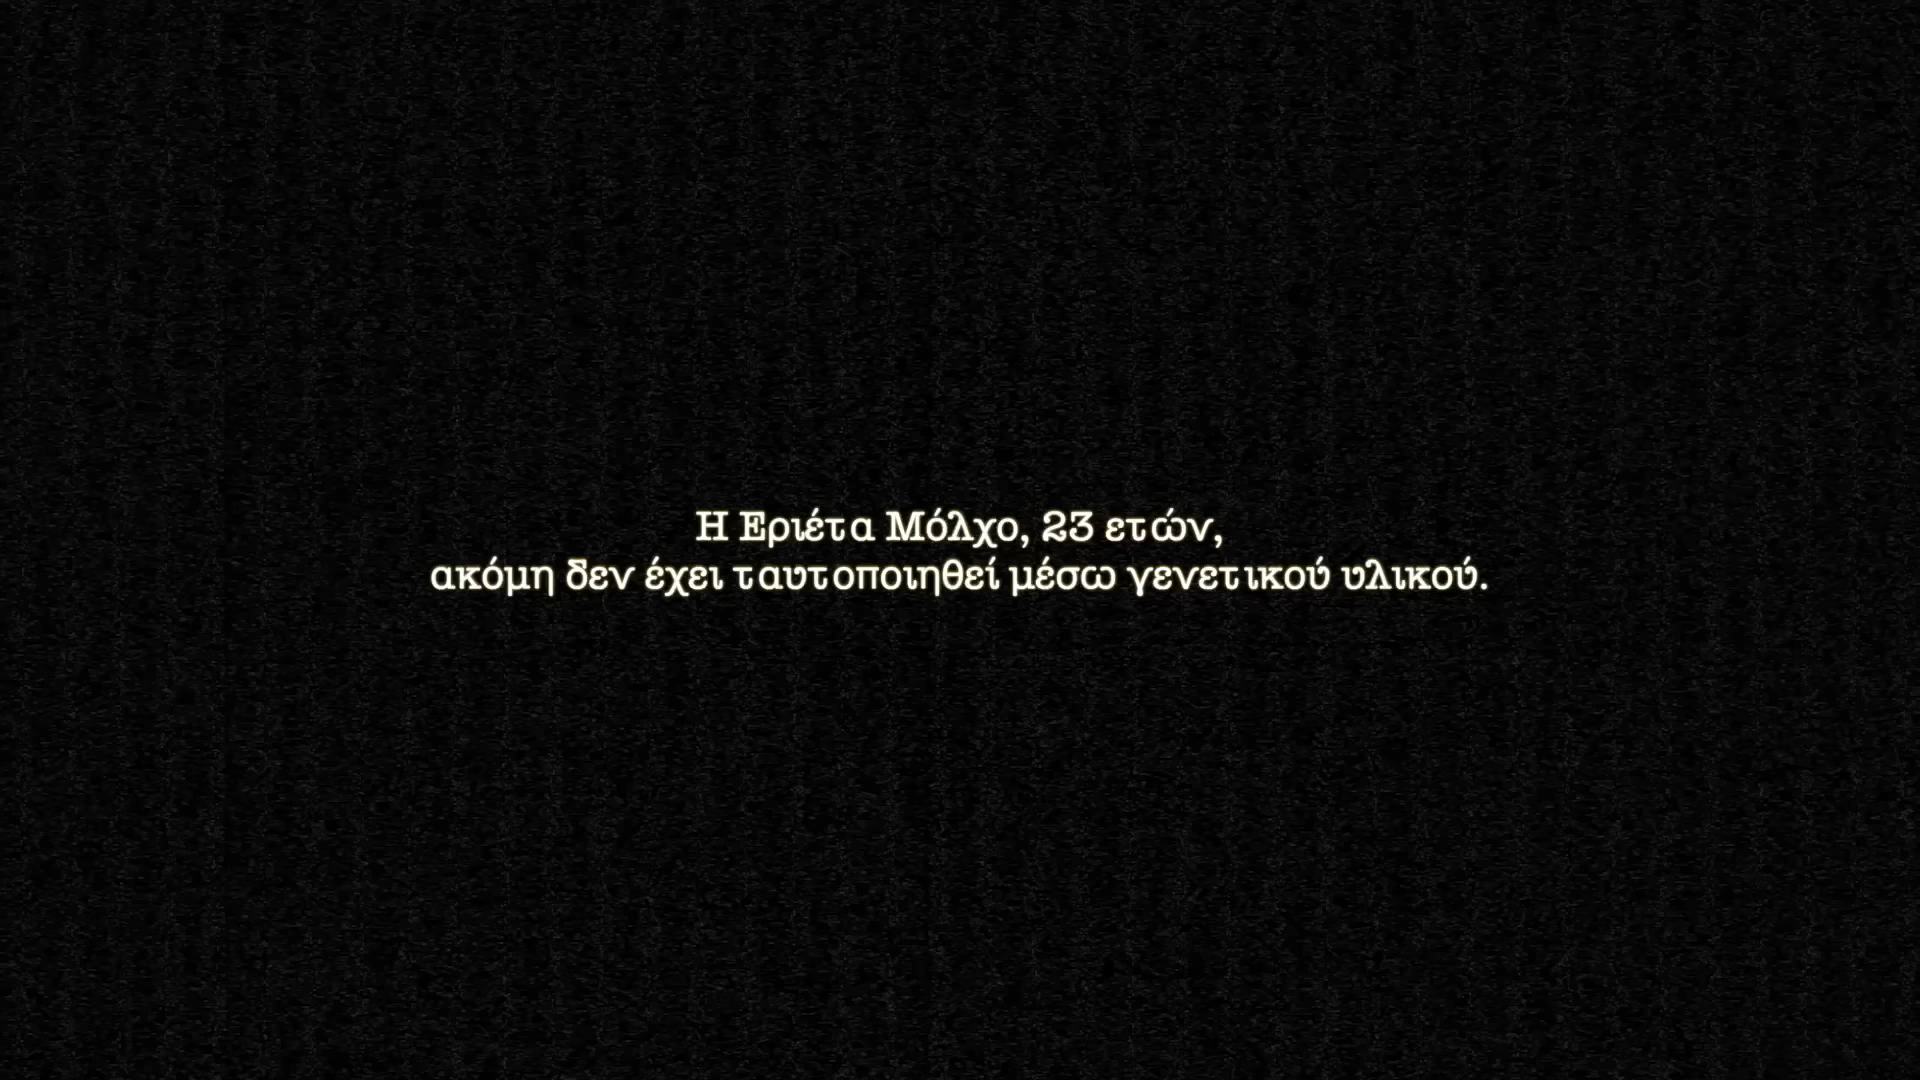 Η Εριέτα Μόλχο, 23 ετών,
ακόμη δεν έχει ταυτοποιηθεί μέσω γενετικού υλικού.